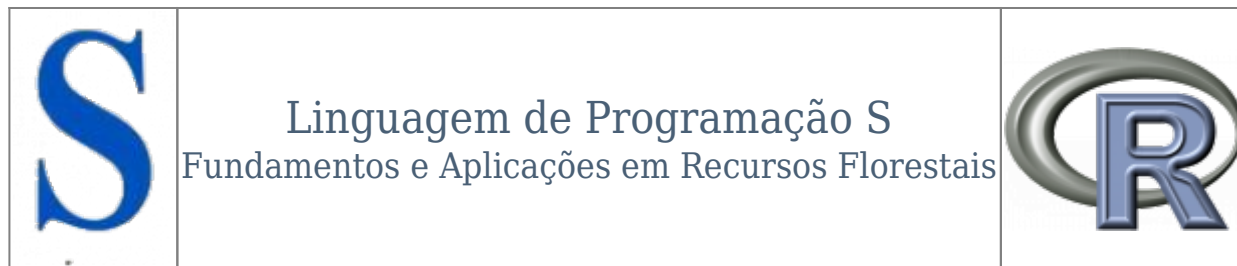 S
Linguagem de Programação S
Fundamentos e Aplicações em Recursos Florestais
R